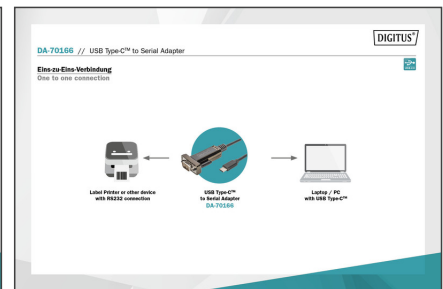 DIGITUS®
DA-70166 // USB Type-C™ to Serial Adapter
Eins-zu-Eins-Verbindung
One to one connection
Label Printer or other device
with RS232 connection
USB Type-C™
to Serial Adapter
DA-70166
Laptop / PC
with USB Type-C™